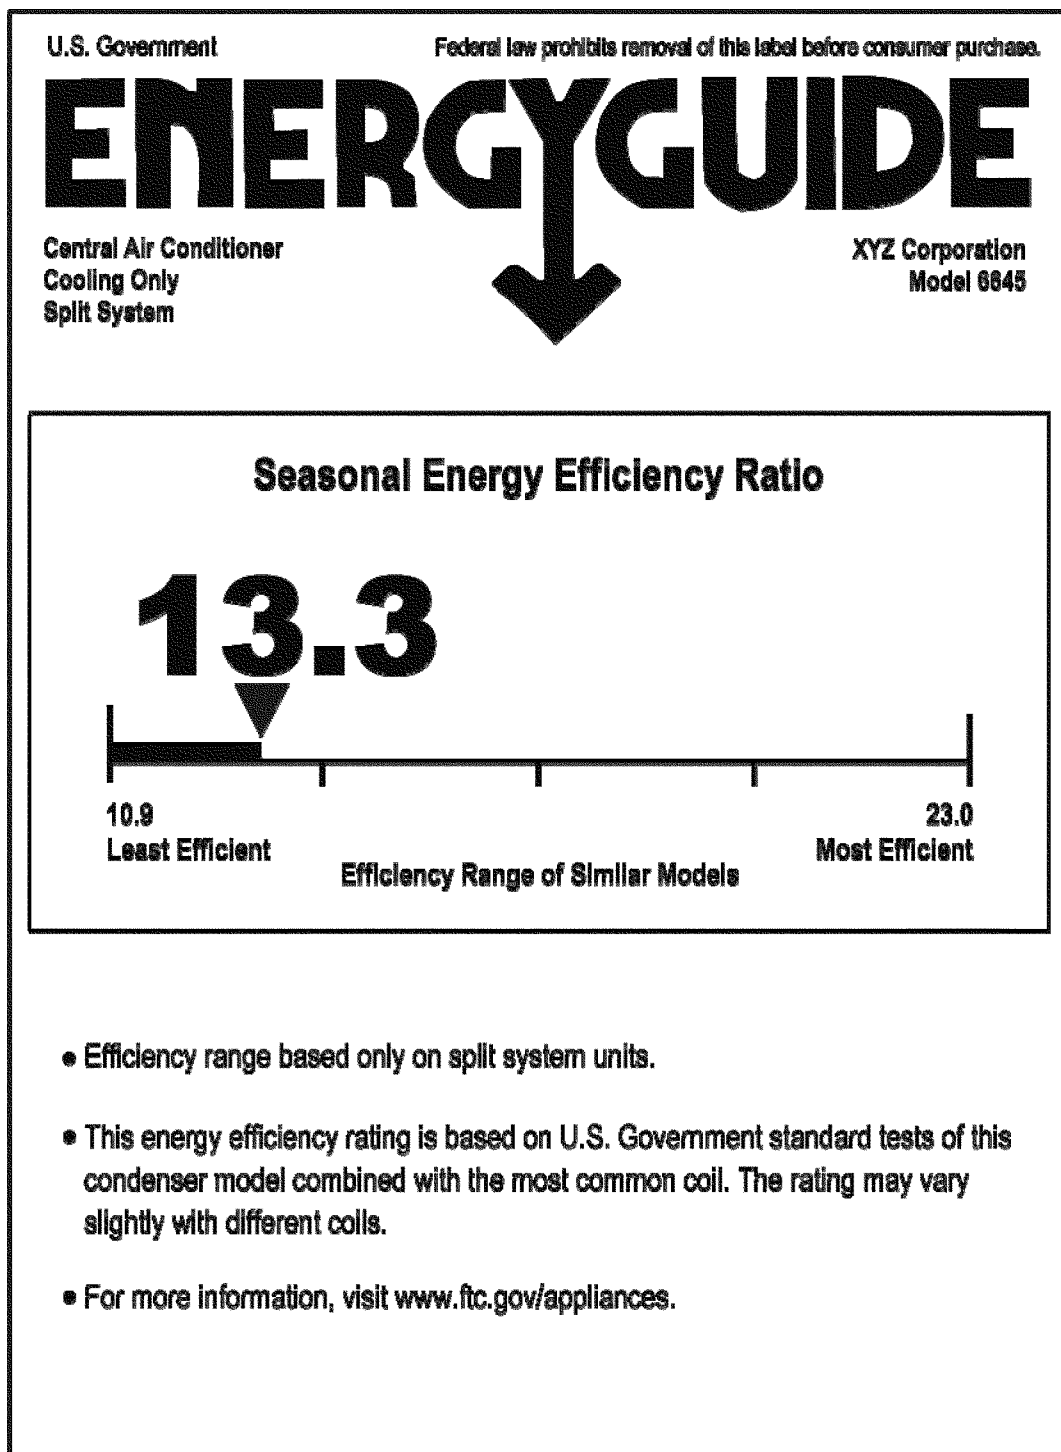 U.S. Government
Federal law prohibits removal of this label before consumer purchase.
ENERGYGUIDE
Central Air Conditioner
Cooling Only
Split System
XYZ Corporation
Model 6645
Seasonal Energy Efficiency Ratio
13.3
10.9
Least Efficient
23.0
Most Efficient
Efficiency Range of Similar Models
• Efficiency range based only on split system units.
• This energy efficiency rating is based on U.S. Government standard tests of this
condenser model combined with the most common coil. The rating may vary
slightly with different coils.
• For more information, visit www.ftc.gov/appliances.